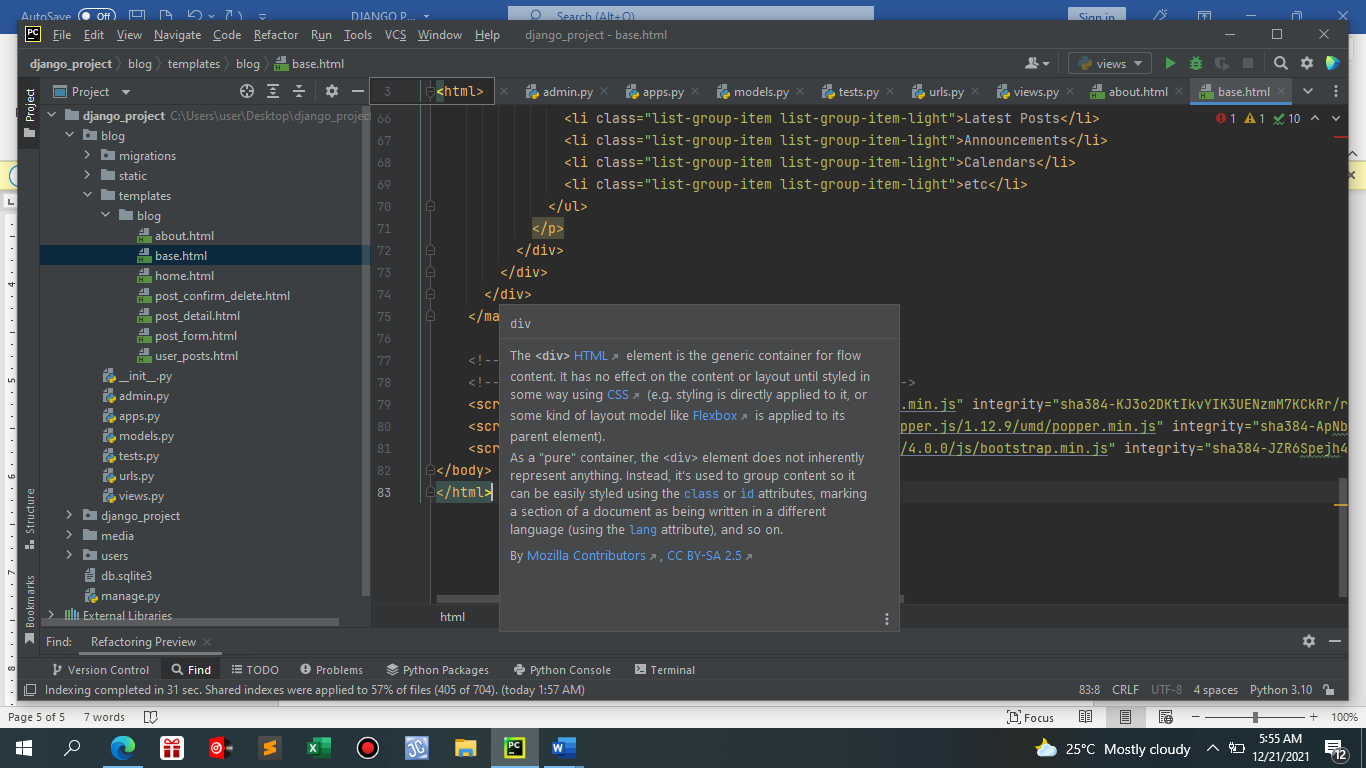 AutoSave Off DJANGO P... Search (Alt+Q) Sign in
PC File Edit View Navigate Code Refactor Run Tools VCS Window Help django_project - base.html
django_project blog templates blog base.html views
Project
Project
django_project C:\Users\user\Desktop\django_projec
blog
migrations
static
templates
blog
about.html
base.html
home.html
post_confirm_delete.html
post_detail.html
post_form.html
user_posts.html
__init__.py
admin.py
apps.py
models.py
tests.py
urls.py
views.py
django_project
media
users
db.sqlite3
manage.py
External Libraries
Structure
Bookmarks
3 <html> admin.py apps.py models.py tests.py urls.py views.py about.html base.html
1 1 10
66 <li class="list-group-item list-group-item-light">Latest Posts</li>
67 <li class="list-group-item list-group-item-light">Announcements</li>
68 <li class="list-group-item list-group-item-light">Calendars</li>
69 <li class="list-group-item list-group-item-light">etc</li>
70 </ul>
71 </p>
72 </div>
73 </div>
74 </div>
75 </ma
76
77 <!--
78 <!-- -->
79 <scr .min.js" integrity="sha384-KJ3o2DKtIkvYIK3UENzmM7KCkRr/r
80 <scr opper.js/1.12.9/umd/popper.min.js" integrity="sha384-ApNb
81 <scr /4.0.0/js/bootstrap.min.js" integrity="sha384-JZR6Spejh4
82 </body>
83 </html>
div
The <div> HTML element is the generic container for flow
content. It has no effect on the content or layout until styled in
some way using CSS (e.g. styling is directly applied to it, or
some kind of layout model like Flexbox is applied to its
parent element).
As a "pure" container, the <div> element does not inherently
represent anything. Instead, it's used to group content so it
can be easily styled using the class or id attributes, marking
a section of a document as being written in a different
language (using the lang attribute), and so on.
By Mozilla Contributors , CC BY-SA 2.5
html
Find: Refactoring Preview
Version Control Find TODO Problems Python Packages Python Console Terminal
Indexing completed in 31 sec. Shared indexes were applied to 57% of files (405 of 704). (today 1:57 AM) 83:8 CRLF UTF-8 4 spaces Python 3.10
Page 5 of 5 7 words Focus 100%
25°C Mostly cloudy 5:55 AM
12/21/2021
12